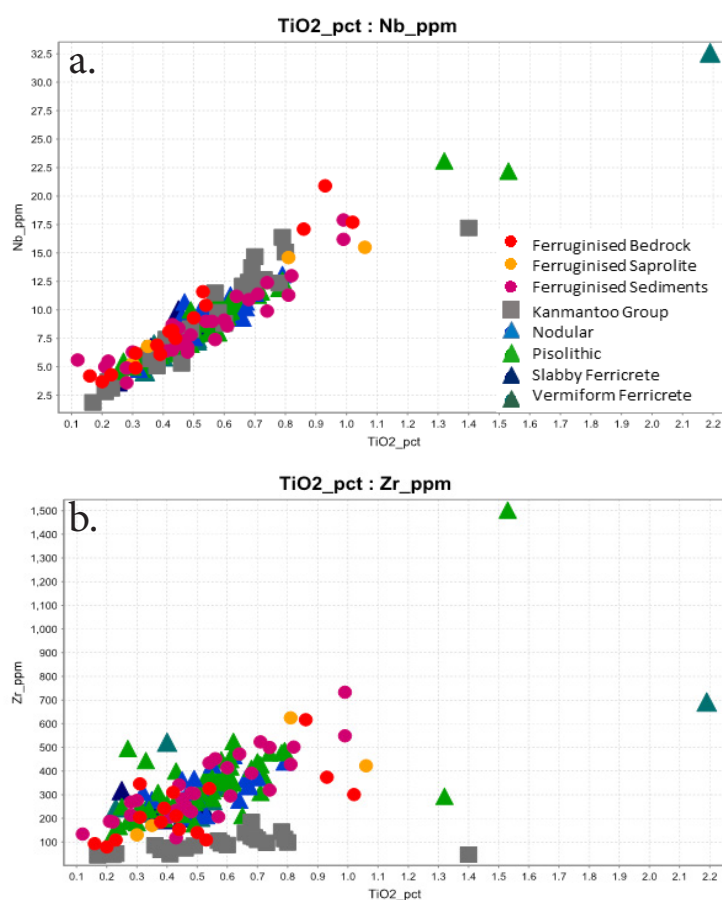 TiO2_pct : Nb_ppm
a.
32.5
30.0
27.5
25.0
22.5
20.0
17.5
15.0
12.5
10.0
7.5
5.0
2.5
Nb_ppm
Ferruginised Bedrock
Ferruginised Saprolite
Ferruginised Sediments
Kanmantoo Group
Nodular
Pisolithic
Slabby Ferricrete
Vermiform Ferricrete
0.1 0.2 0.3 0.4 0.5 0.6 0.7 0.8 0.9 1.0 1.1 1.2 1.3 1.4 1.5 1.6 1.7 1.8 1.9 2.0 2.1 2.2
TiO2_pct
TiO2_pct : Zr_ppm
b.
1,500
1,400
1,300
1,200
1,100
1,000
900
800
700
600
500
400
300
200
100
Zr_ppm
0.1 0.2 0.3 0.4 0.5 0.6 0.7 0.8 0.9 1.0 1.1 1.2 1.3 1.4 1.5 1.6 1.7 1.8 1.9 2.0 2.1 2.2
TiO2_pct